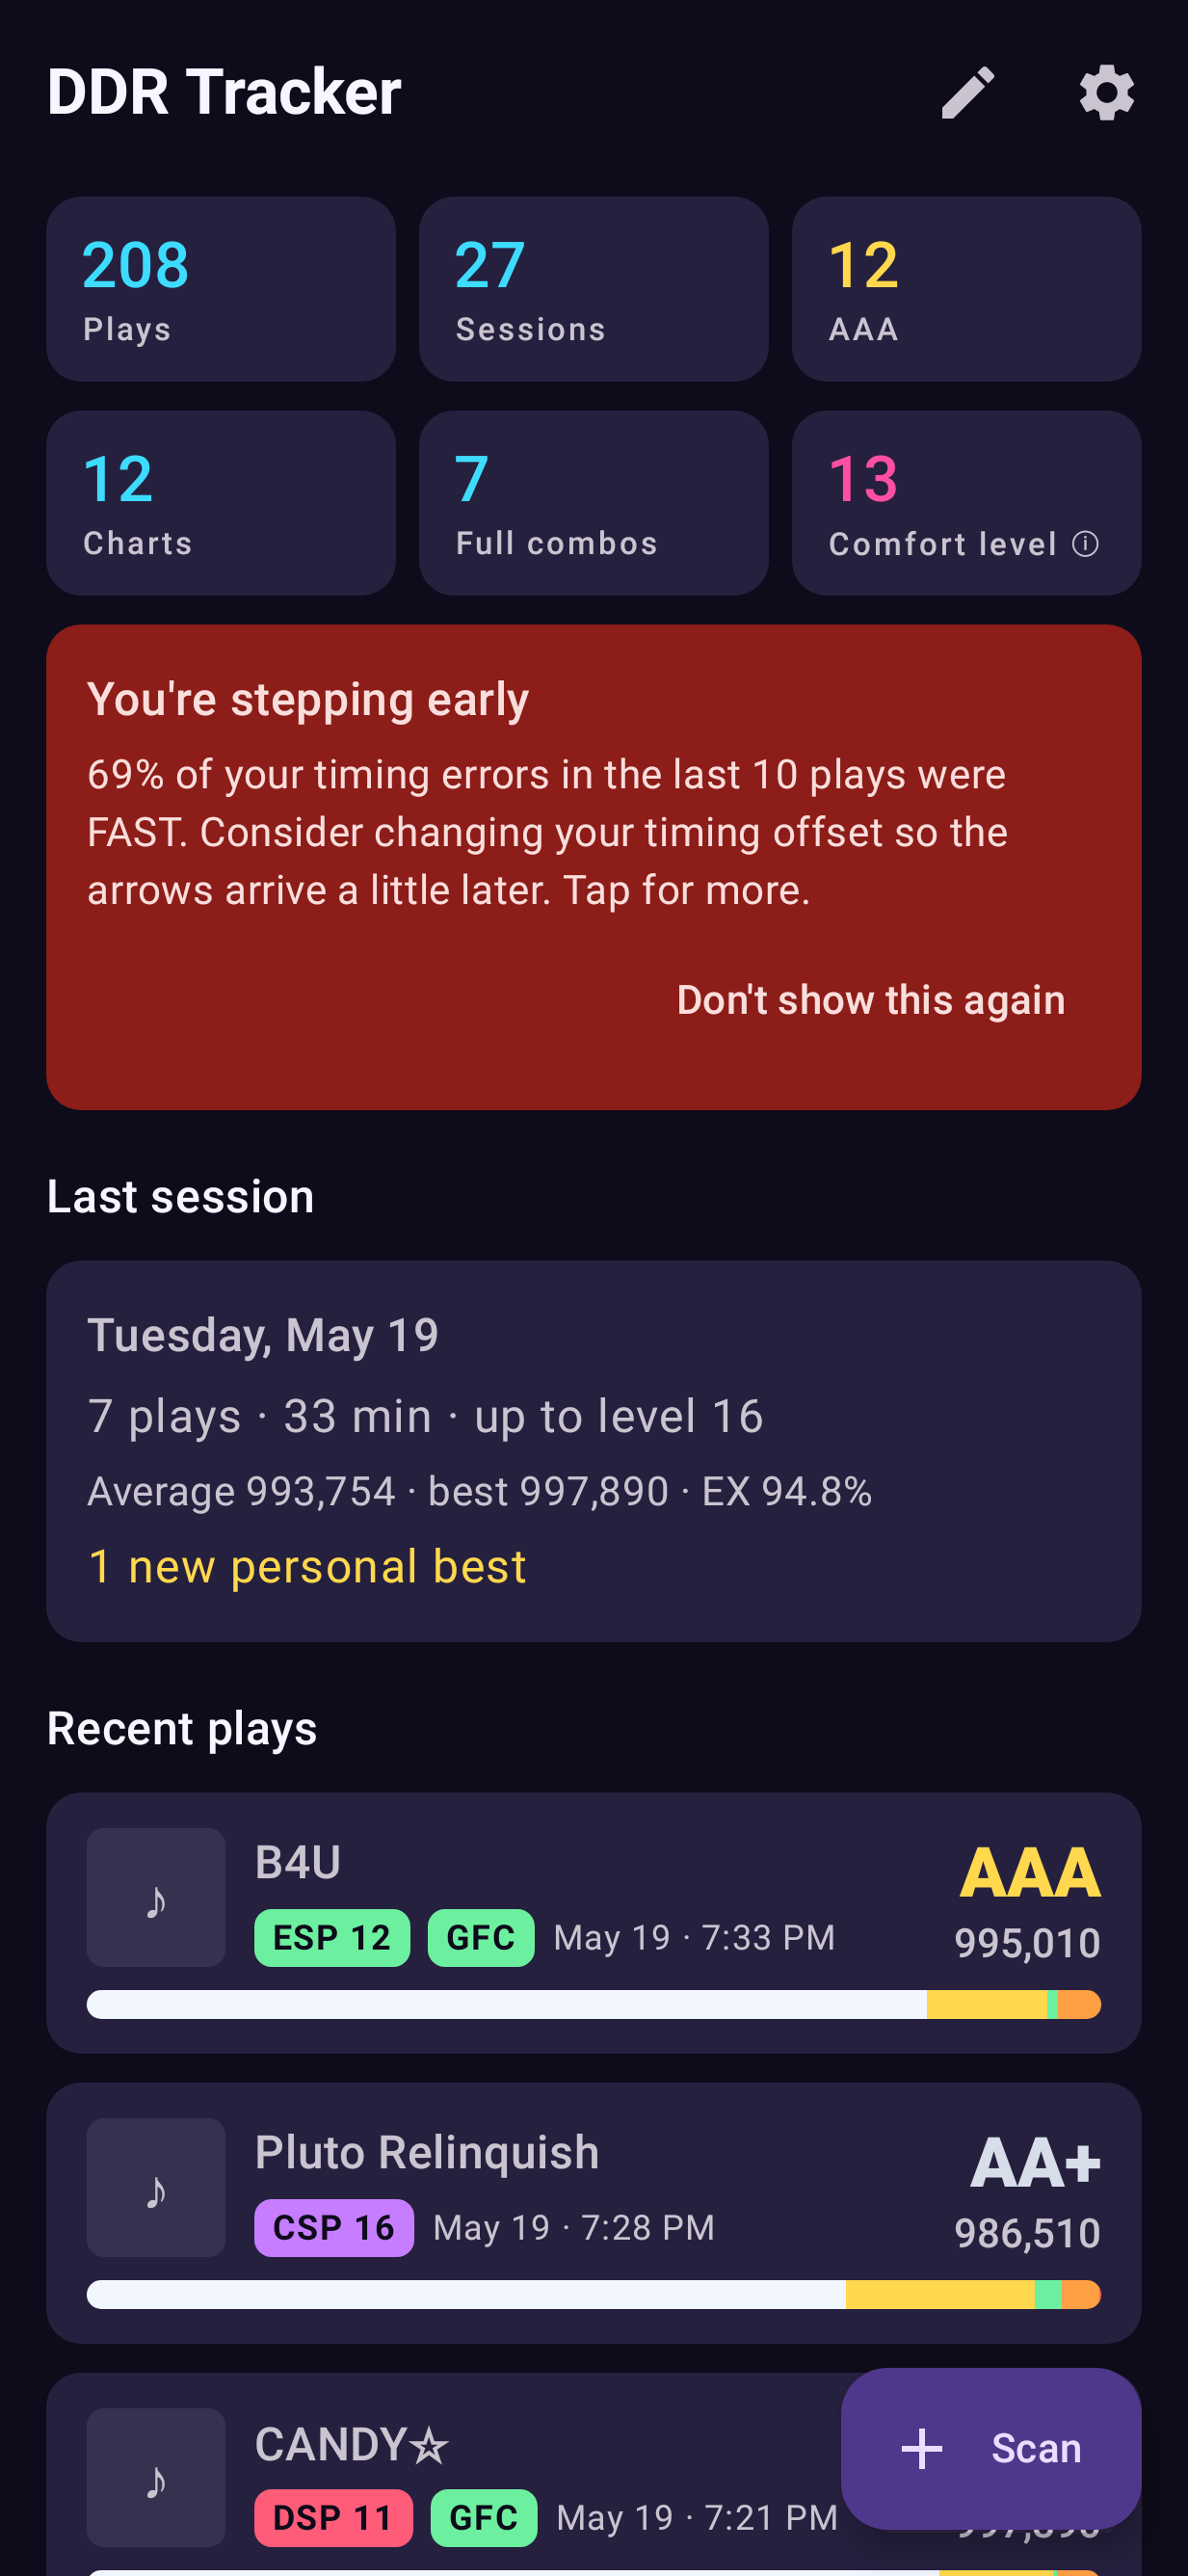 DDR Tracker
208
Plays
27
Sessions
12
AAA
12
Charts
7
Full combos
13
Comfort level ⓘ
You're stepping early
69% of your timing errors in the last 10 plays were
FAST. Consider changing your timing offset so the
arrows arrive a little later. Tap for more.
Don't show this again
Last session
Tuesday, May 19
7 plays · 33 min · up to level 16
Average 993,754 · best 997,890 · EX 94.8%
1 new personal best
Recent plays
B4U
AAA
ESP 12 GFC May 19 · 7:33 PM
995,010
Pluto Relinquish
AA+
CSP 16 May 19 · 7:28 PM
986,510
CANDY☆
DSP 11 GFC May 19 · 7:21 PM
Scan